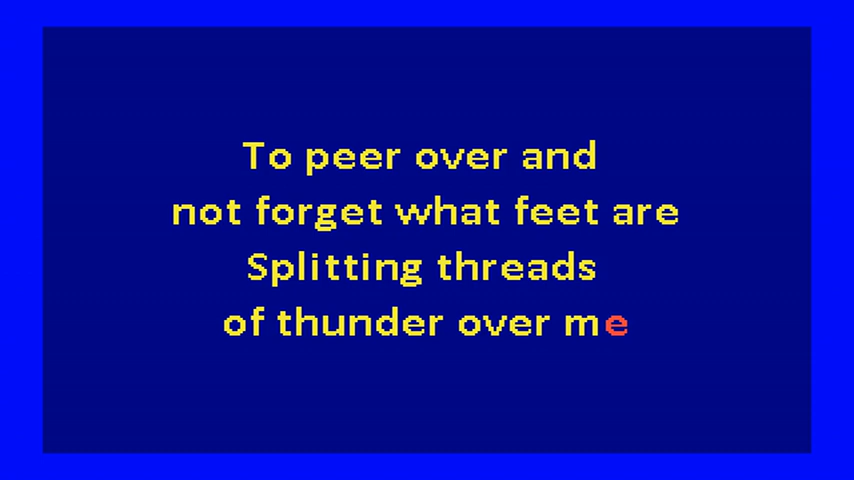 To peer over and
not forget what feet are
Splitting threads
of thunder over me